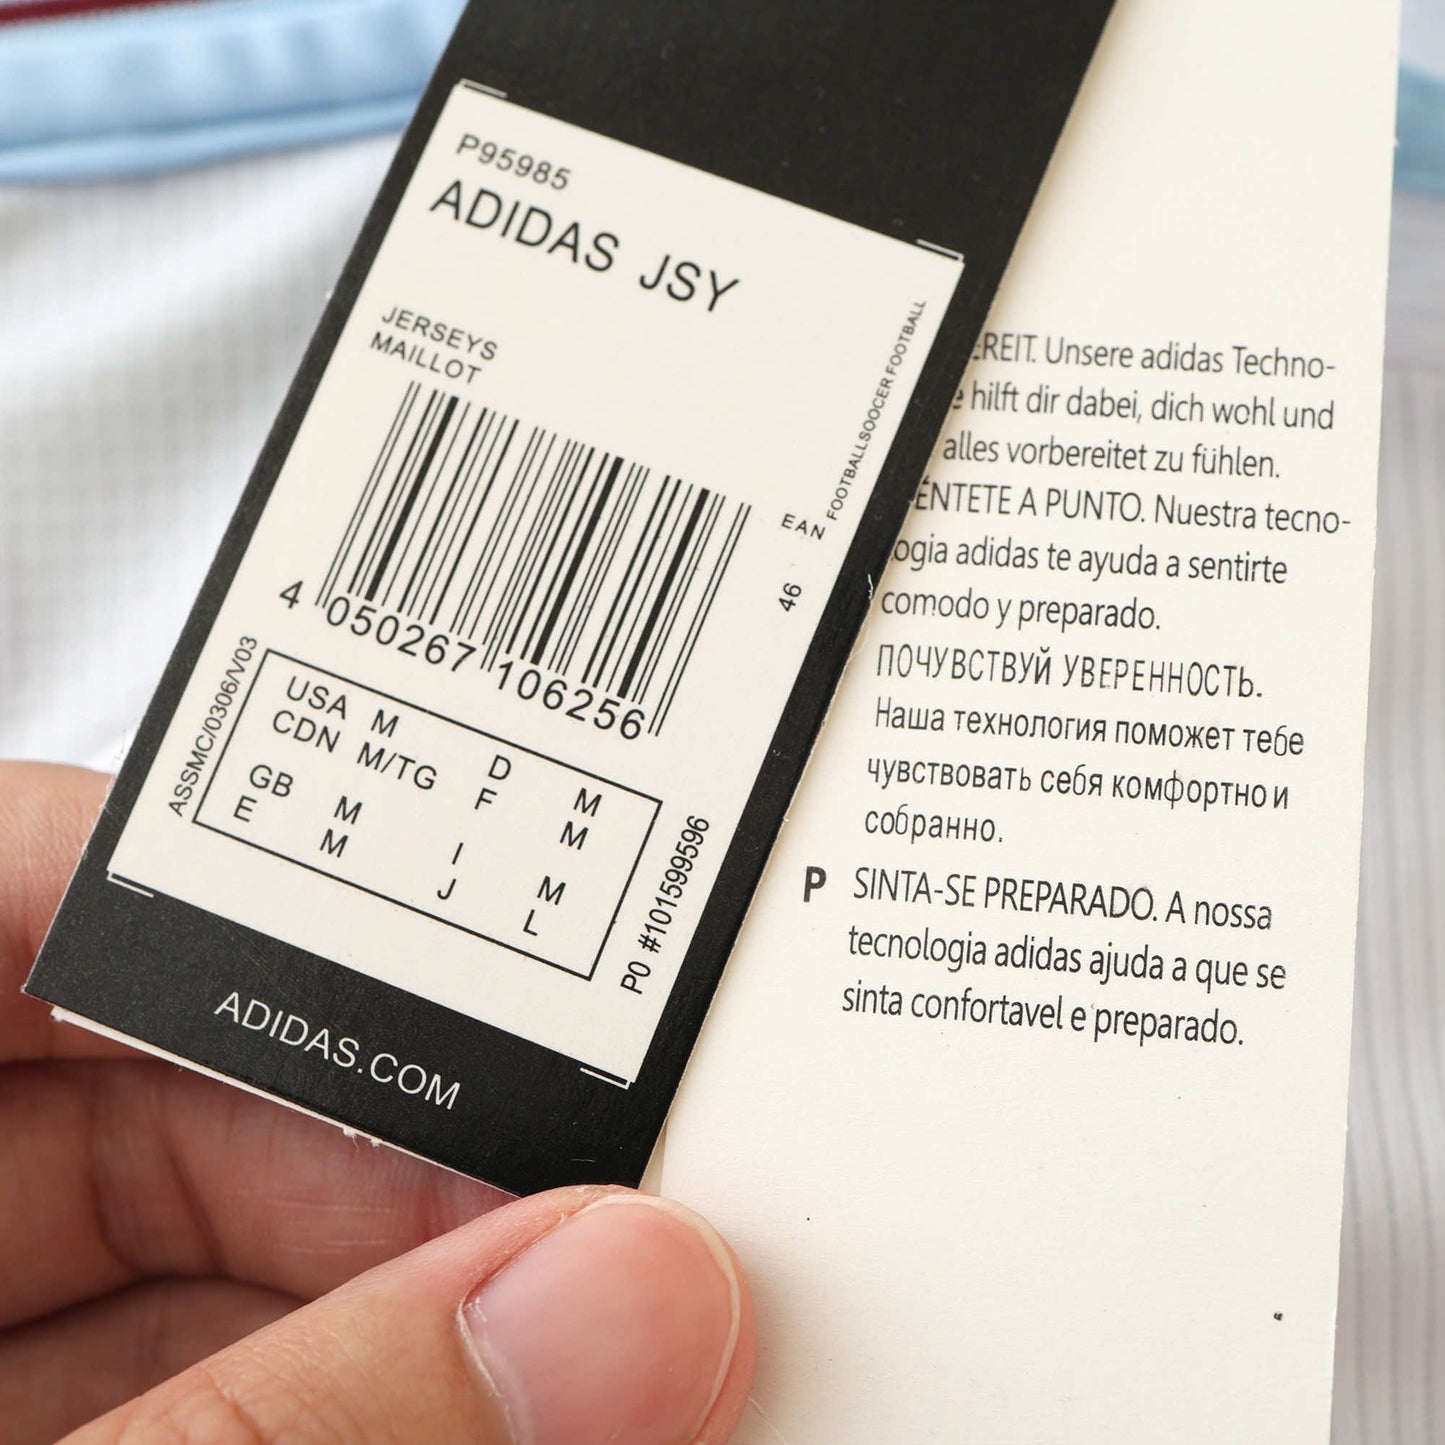 P95985
ADIDAS JSY
JERSEYS
MAILLOT
FOOTBALLSOOCER FOOTBALL
EAN
46
4 050267 106256
ASSMC/0306/V03
USA M D M
CDN M/TG F M
GB M I M
E M J L
PO #101599596
ADIDAS.COM
EREIT. Unsere adidas Techno-
e hilft dir dabei, dich wohl und
alles vorbereitet zu fühlen.
ÉNTETE A PUNTO. Nuestra tecno-
ogia adidas te ayuda a sentirte
comodo y preparado.
ПОЧУВСТВУЙ УВЕРЕННОСТЬ.
Наша технология поможет тебе
чувствовать себя комфортно и
собранно.
P SINTA-SE PREPARADO. A nossa
tecnologia adidas ajuda a que se
sinta confortavel e preparado.